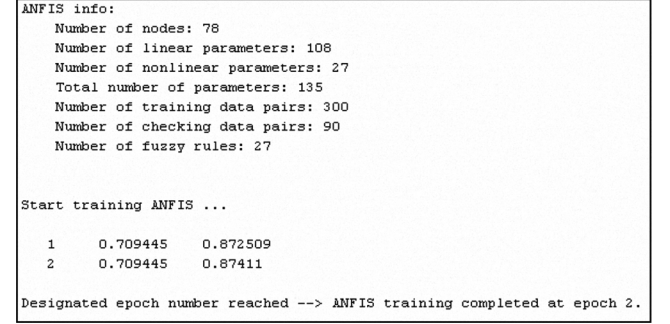 ANFIS info:
Number of nodes: 78
Number of linear parameters: 108
Number of nonlinear parameters: 27
Total number of parameters: 135
Number of training data pairs: 300
Number of checking data pairs: 90
Number of fuzzy rules: 27
Start training ANFIS ...
1 0.709445 0.872509
2 0.709445 0.87411
Designated epoch number reached --> ANFIS training completed at epoch 2.